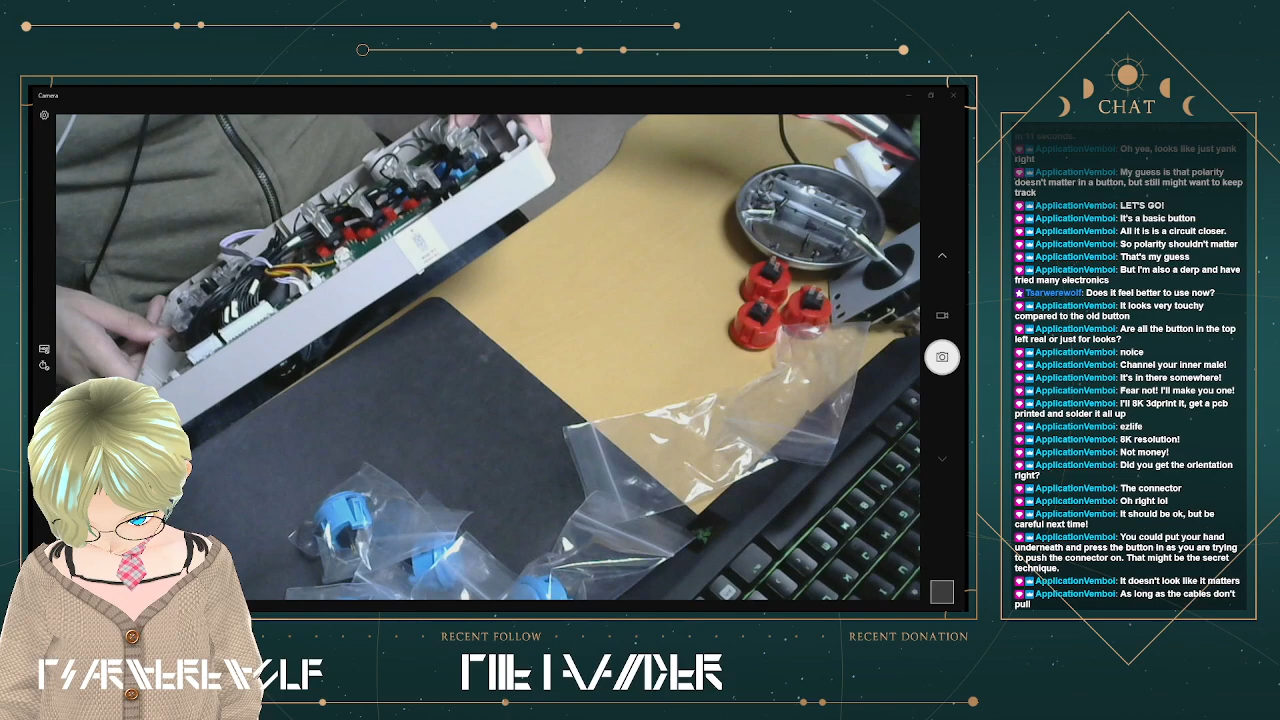 Camera
CHAT
in 11 seconds.
ApplicationVemboi: Oh yea, looks like just yank
right
ApplicationVemboi: My guess is that polarity
doesn't matter in a button, but still might want to keep
track
ApplicationVemboi: LET'S GO!
ApplicationVemboi: It's a basic button
ApplicationVemboi: All it is is a circuit closer.
ApplicationVemboi: So polarity shouldn't matter
ApplicationVemboi: That's my guess
ApplicationVemboi: But I'm also a derp and have
fried many electronics
Tsarwerewolf: Does it feel better to use now?
ApplicationVemboi: It looks very touchy
compared to the old button
ApplicationVemboi: Are all the button in the top
left real or just for looks?
ApplicationVemboi: noice
ApplicationVemboi: Channel your inner male!
ApplicationVemboi: It's in there somewhere!
ApplicationVemboi: Fear not! I'll make you one!
ApplicationVemboi: I'll 8K 3dprint it, get a pcb
printed and solder it all up
ApplicationVemboi: ezlife
ApplicationVemboi: 8K resolution!
ApplicationVemboi: Not money!
ApplicationVemboi: Did you get the orientation
right?
ApplicationVemboi: The connector
ApplicationVemboi: Oh right lol
ApplicationVemboi: It should be ok, but be
careful next time!
ApplicationVemboi: You could put your hand
underneath and press the button in as you are trying
to push the connector on. That might be the secret
technique.
ApplicationVemboi: It doesn't look like it matters
ApplicationVemboi: As long as the cables don't
pull
RECENT FOLLOW
RECENT DONATION
TSARWEREWOLF